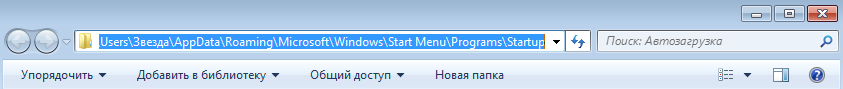 Users\Звезда\AppData\Roaming\Microsoft\Windows\Start Menu\Programs\Startup Поиск: Автозагрузка
Упорядочить Добавить в библиотеку Общий доступ Новая папка